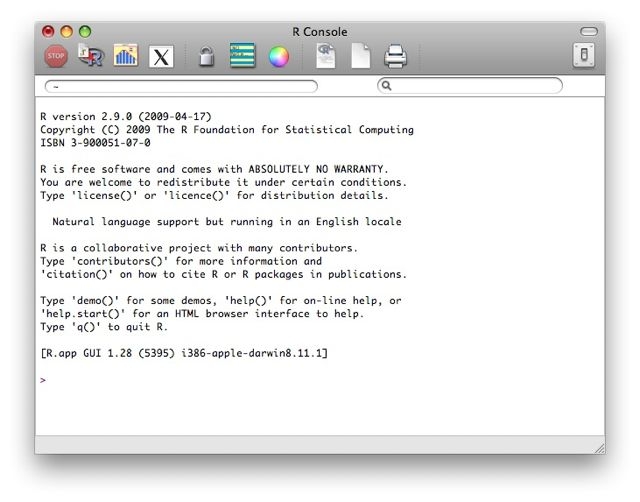 R Console
STOP
R
X
R
~
R version 2.9.0 (2009-04-17)
Copyright (C) 2009 The R Foundation for Statistical Computing
ISBN 3-900051-07-0
R is free software and comes with ABSOLUTELY NO WARRANTY.
You are welcome to redistribute it under certain conditions.
Type 'license()' or 'licence()' for distribution details.
Natural language support but running in an English locale
R is a collaborative project with many contributors.
Type 'contributors()' for more information and
'citation()' on how to cite R or R packages in publications.
Type 'demo()' for some demos, 'help()' for on-line help, or
'help.start()' for an HTML browser interface to help.
Type 'q()' to quit R.
[R.app GUI 1.28 (5395) i386-apple-darwin8.11.1]
>